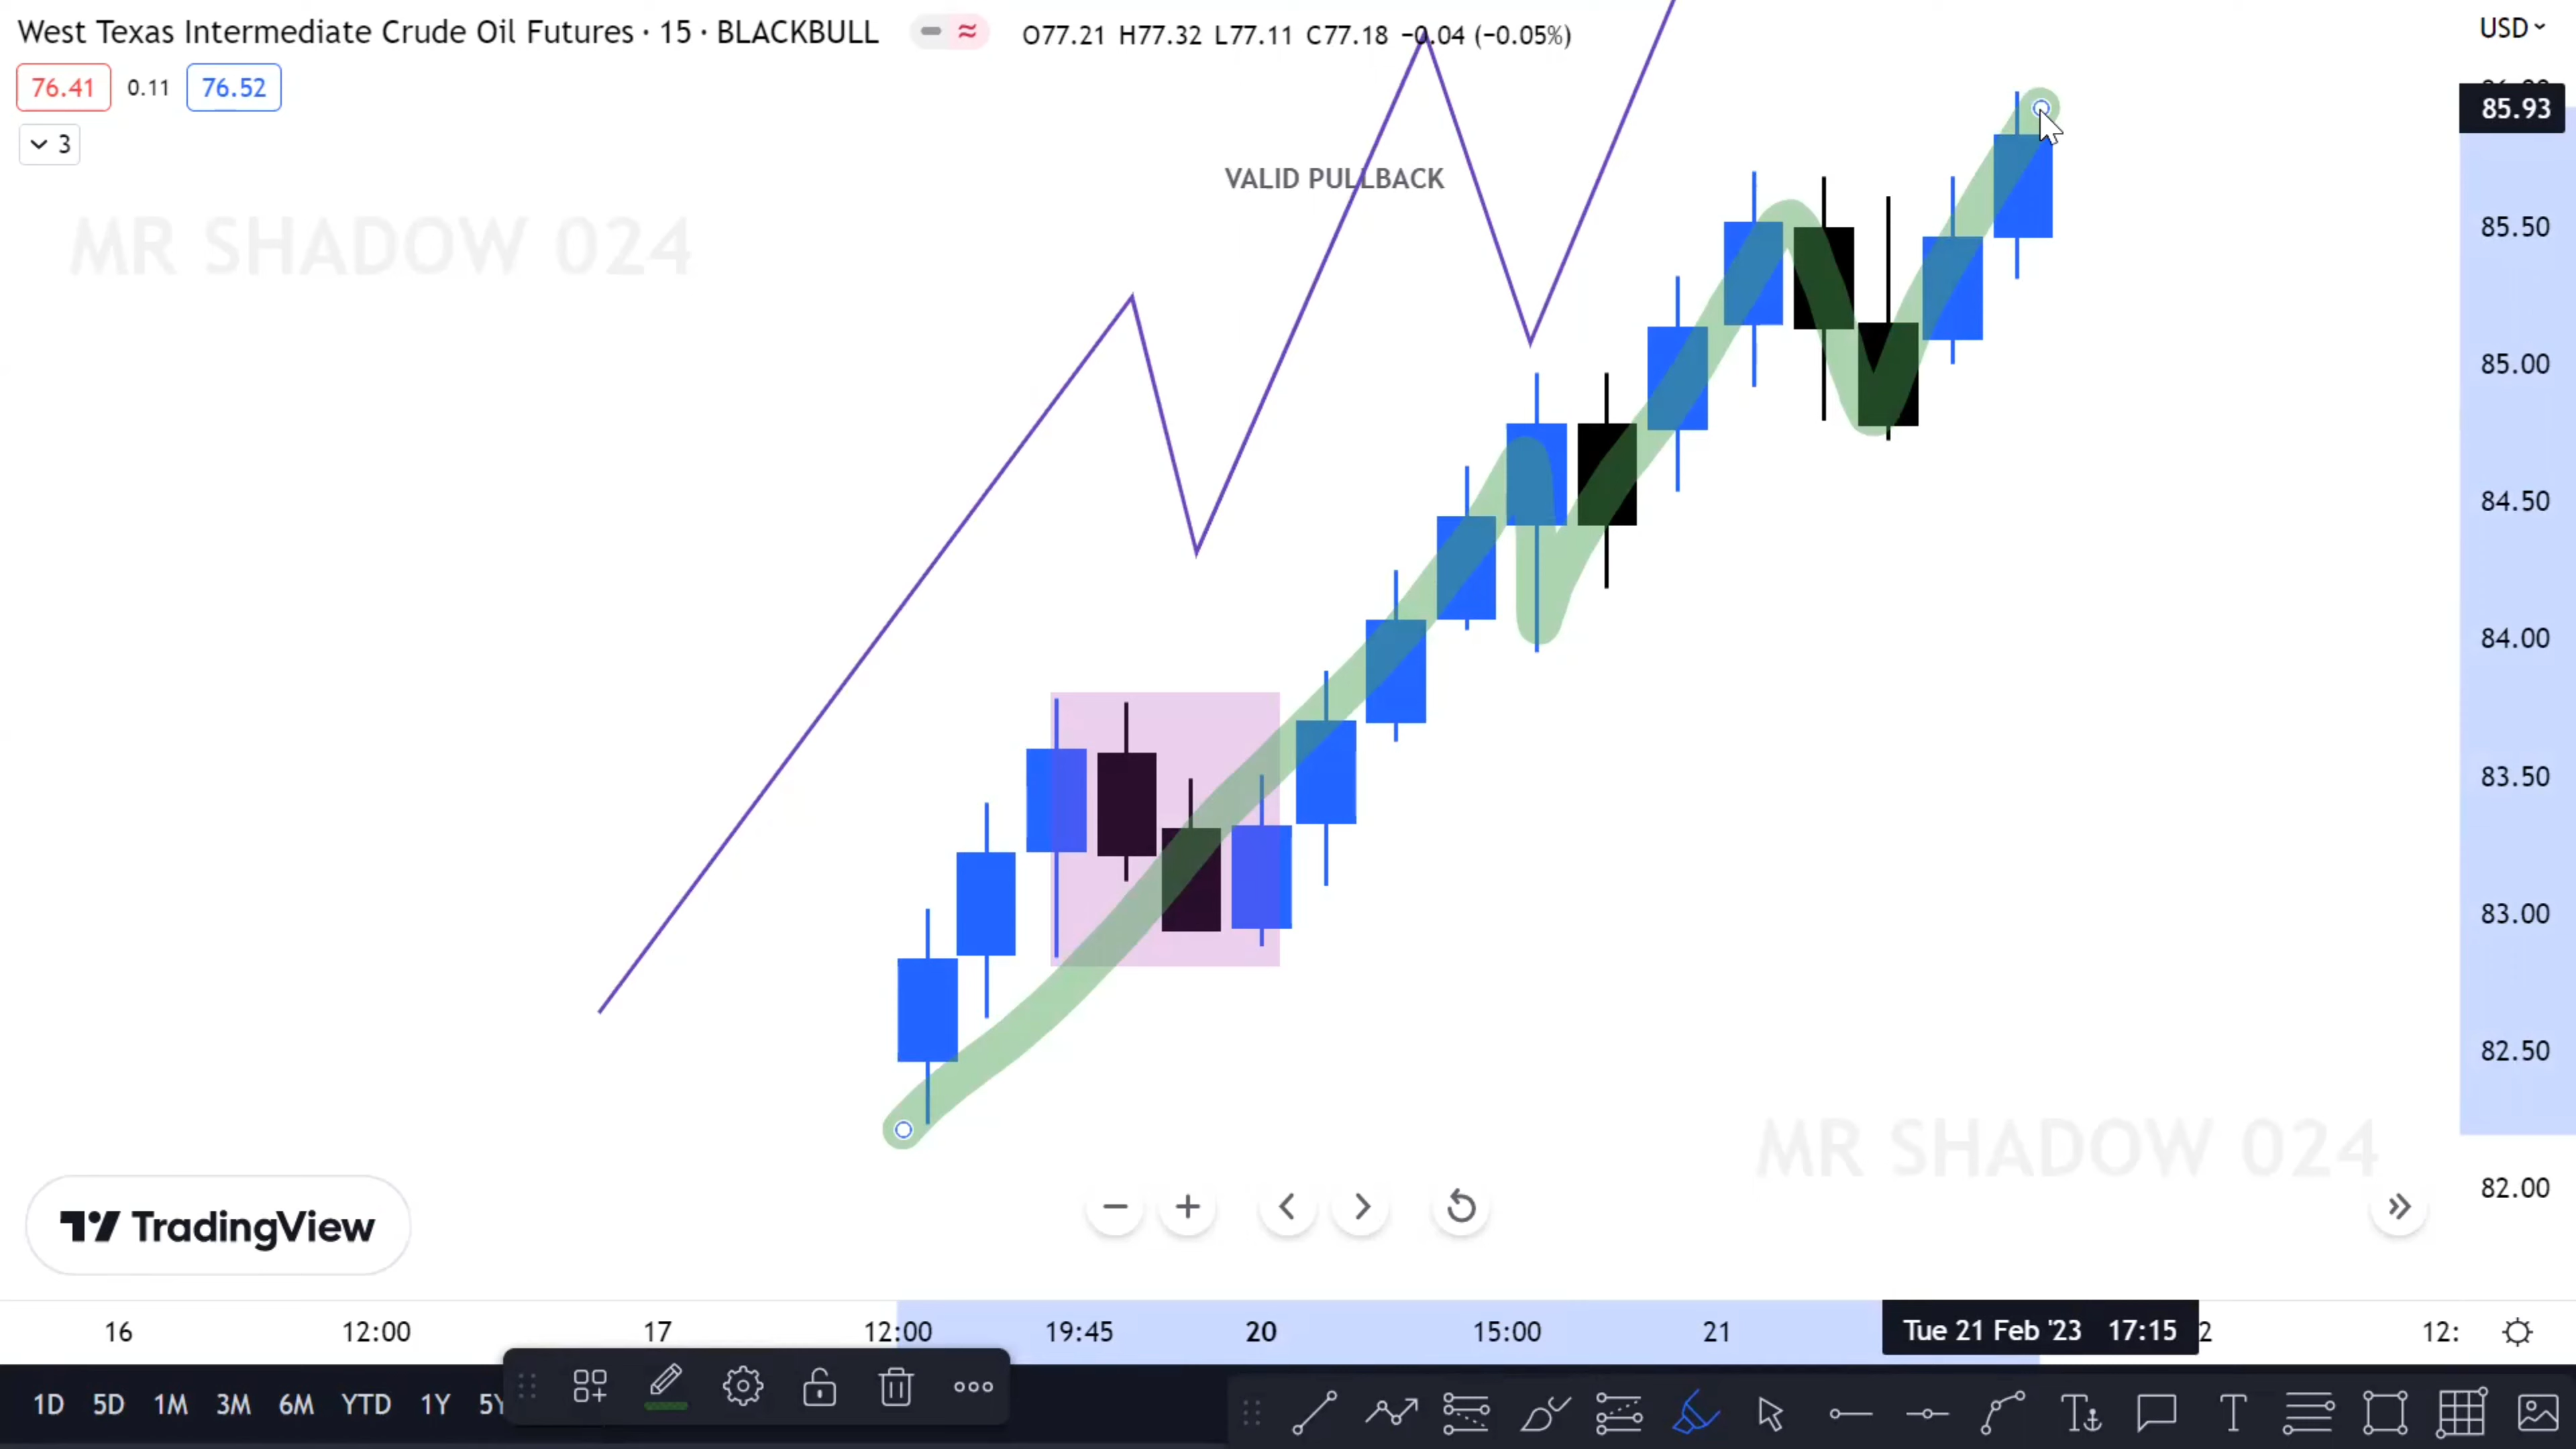 West Texas Intermediate Crude Oil Futures · 15 · BLACKBULL O77.21 H77.32 L77.11 C77.18 −0.04 (−0.05%)
USD
76.41 0.11 76.52
3
85.93
VALID PULLBACK
MR SHADOW 024
85.50
85.00
84.50
84.00
83.50
83.00
82.50
MR SHADOW 024
82.00
TradingView
16 12:00 17 12:00 19:45 20 15:00 21 Tue 21 Feb '23 17:15 2 12:
1D 5D 1M 3M 6M YTD 1Y 5Y